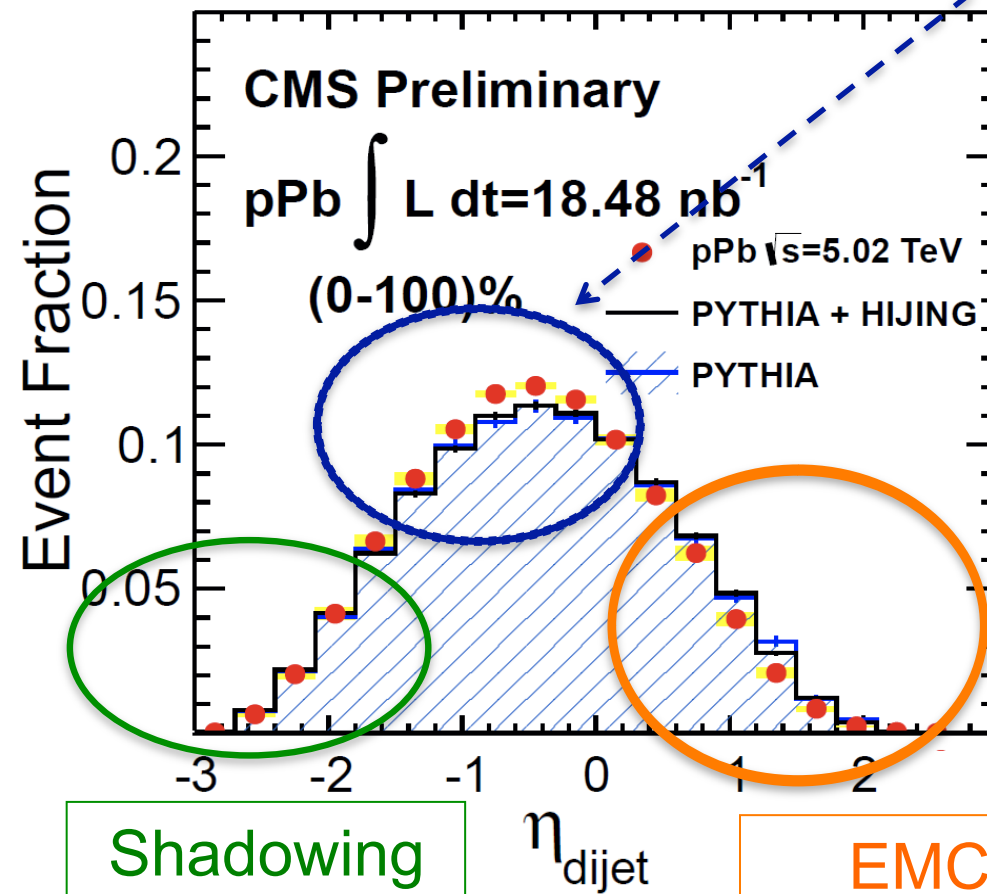 CMS Preliminary
pPb ∫ L dt=18.48 nb⁻¹
(0-100)%
pPb √s=5.02 TeV
PYTHIA + HIJING
PYTHIA
Event Fraction
0.2
0.15
0.1
0.05
-3 -2 -1 0 1 2
η_dijet
Shadowing
EMC